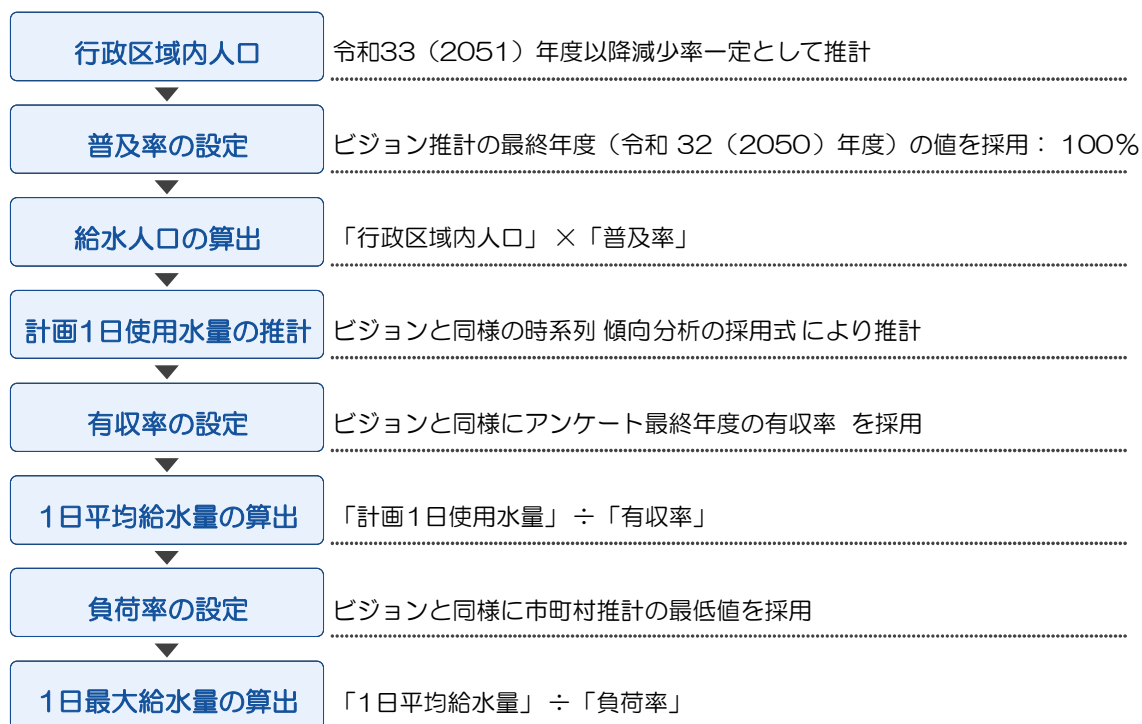 行政区域内人口 令和33（2051）年度以降減少率一定として推計
普及率の設定 ビジョン推計の最終年度（令和 32（2050）年度）の値を採用： 100％
給水人口の算出 「行政区域内人口」×「普及率」
計画1日使用水量の推計 ビジョンと同様の時系列 傾向分析の採用式 により推計
有収率の設定 ビジョンと同様にアンケート最終年度の有収率 を採用
1日平均給水量の算出 「計画1日使用水量」÷「有収率」
負荷率の設定 ビジョンと同様に市町村推計の最低値を採用
1日最大給水量の算出 「1日平均給水量」÷「負荷率」